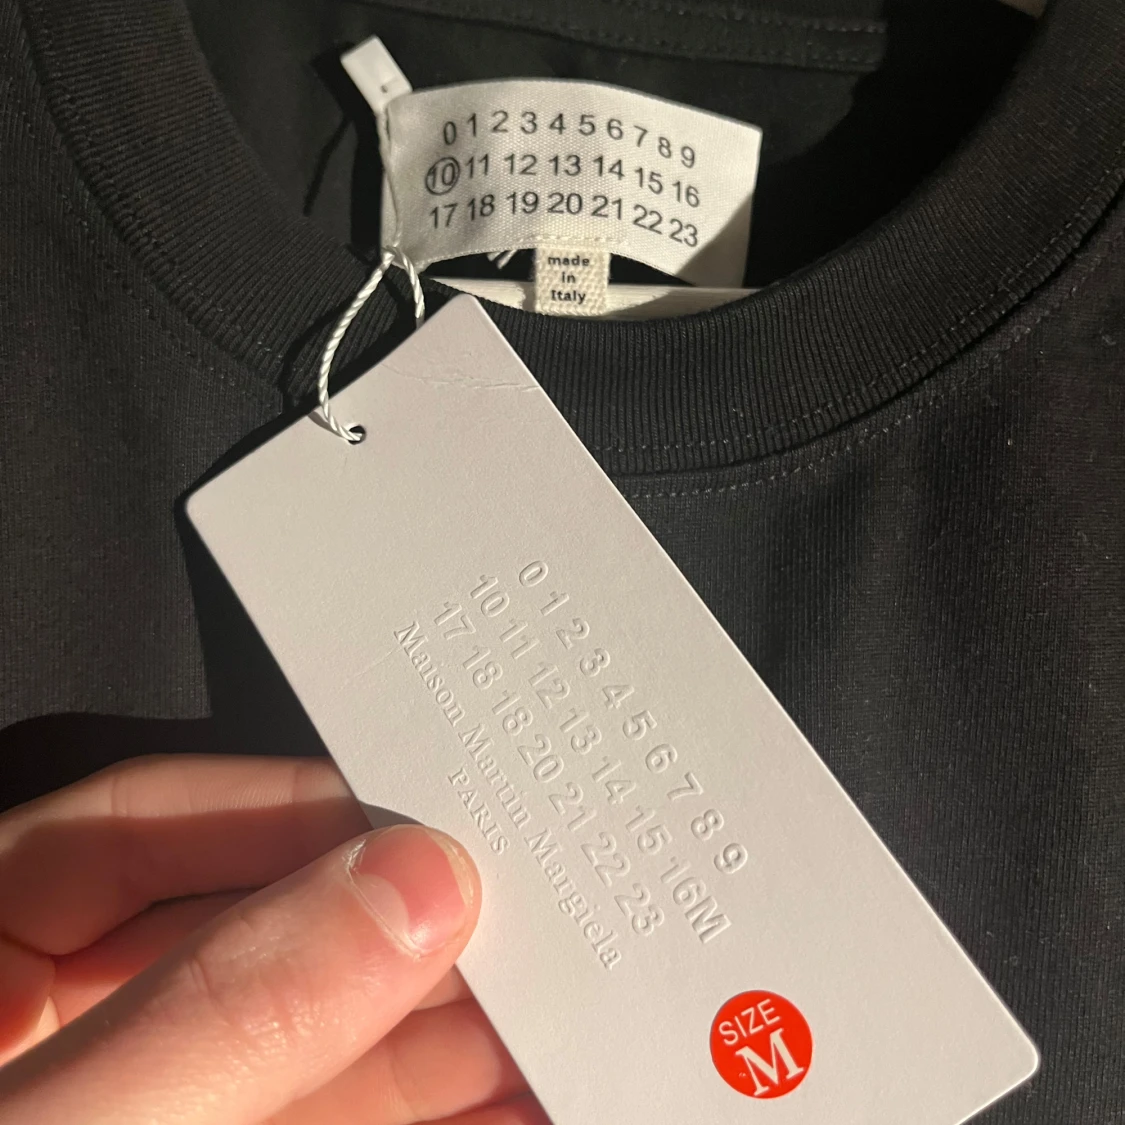 0 1 2 3 4 5 6 7 8 9
10 11 12 13 14 15 16
17 18 19 20 21 22 23
made
in
Italy
0 1 2 3 4 5 6 7 8 9
10 11 12 13 14 15 16M
17 18 18 20 21 22 23
Maison Martin Margiela
PARIS
SIZE
M